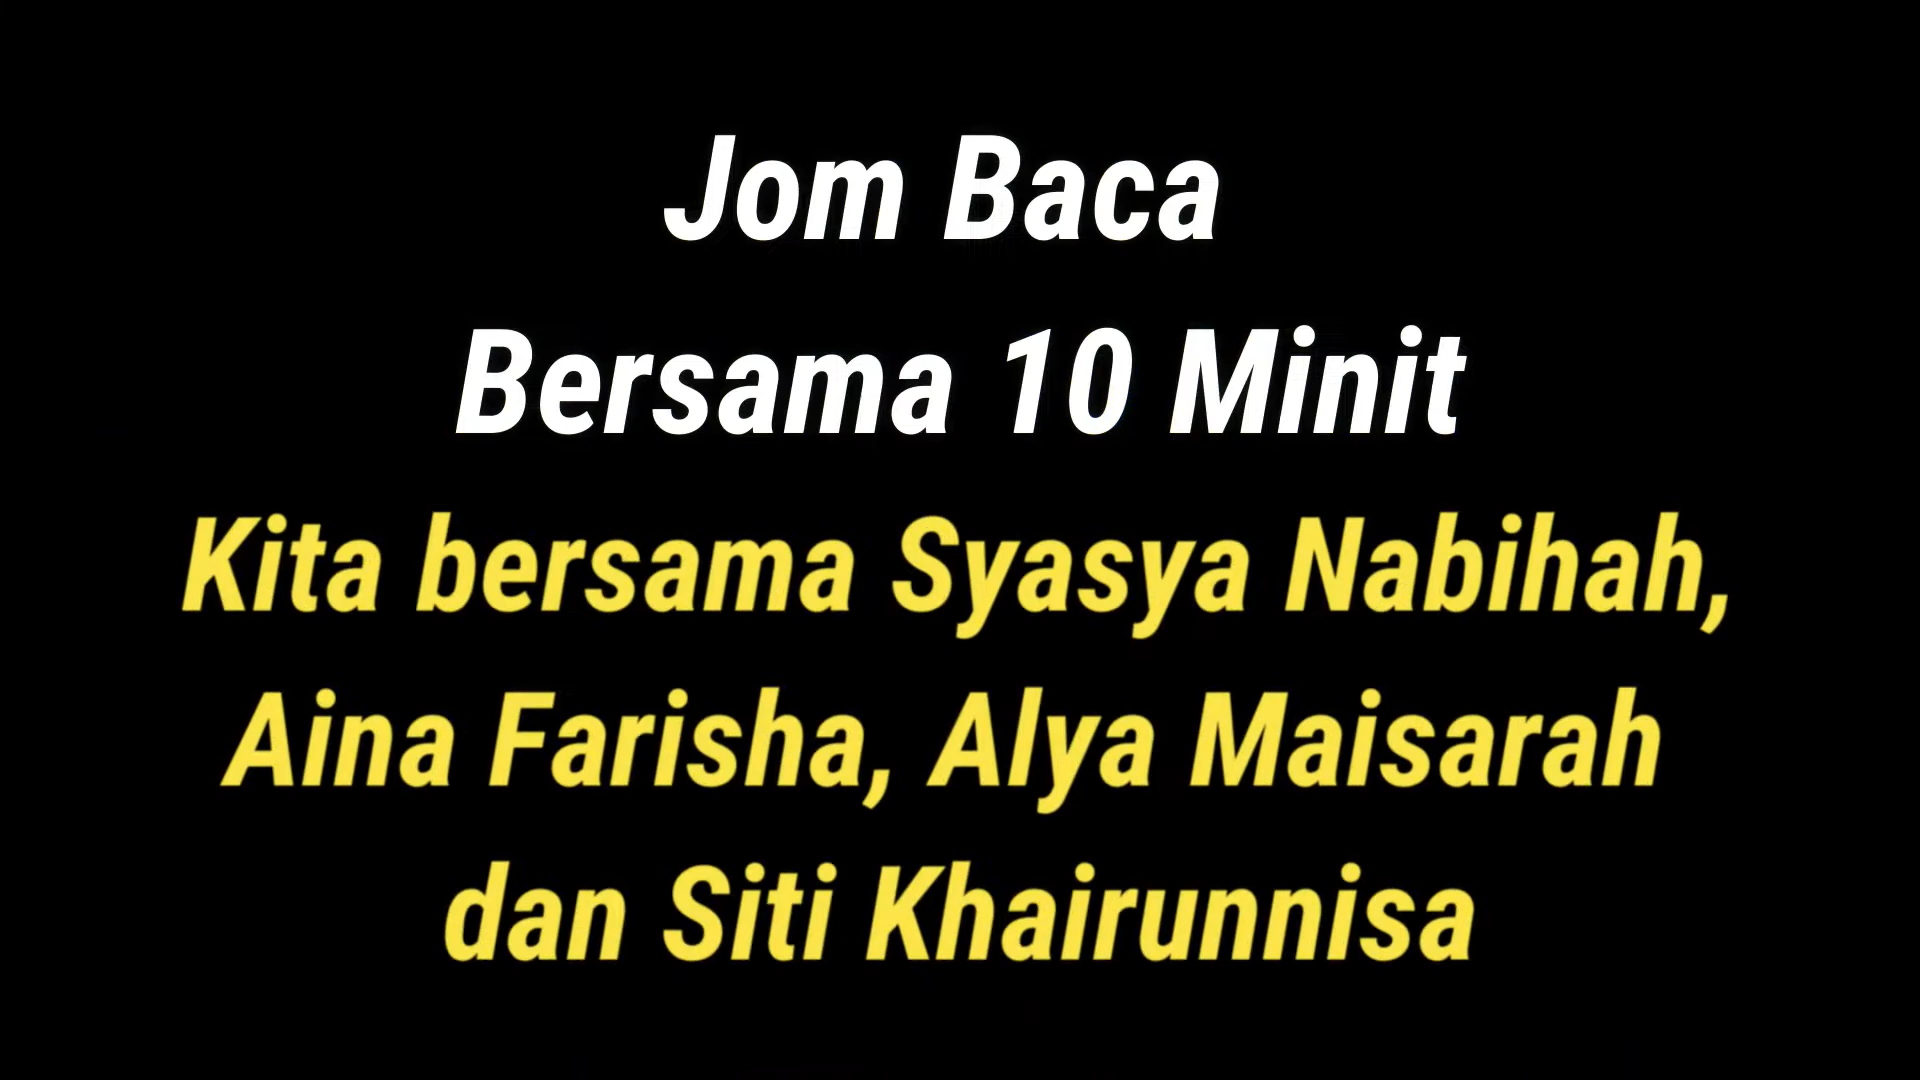 Jom Baca
Bersama 10 Minit
Kita bersama Syasya Nabihah,
Aina Farisha, Alya Maisarah
dan Siti Khairunnisa